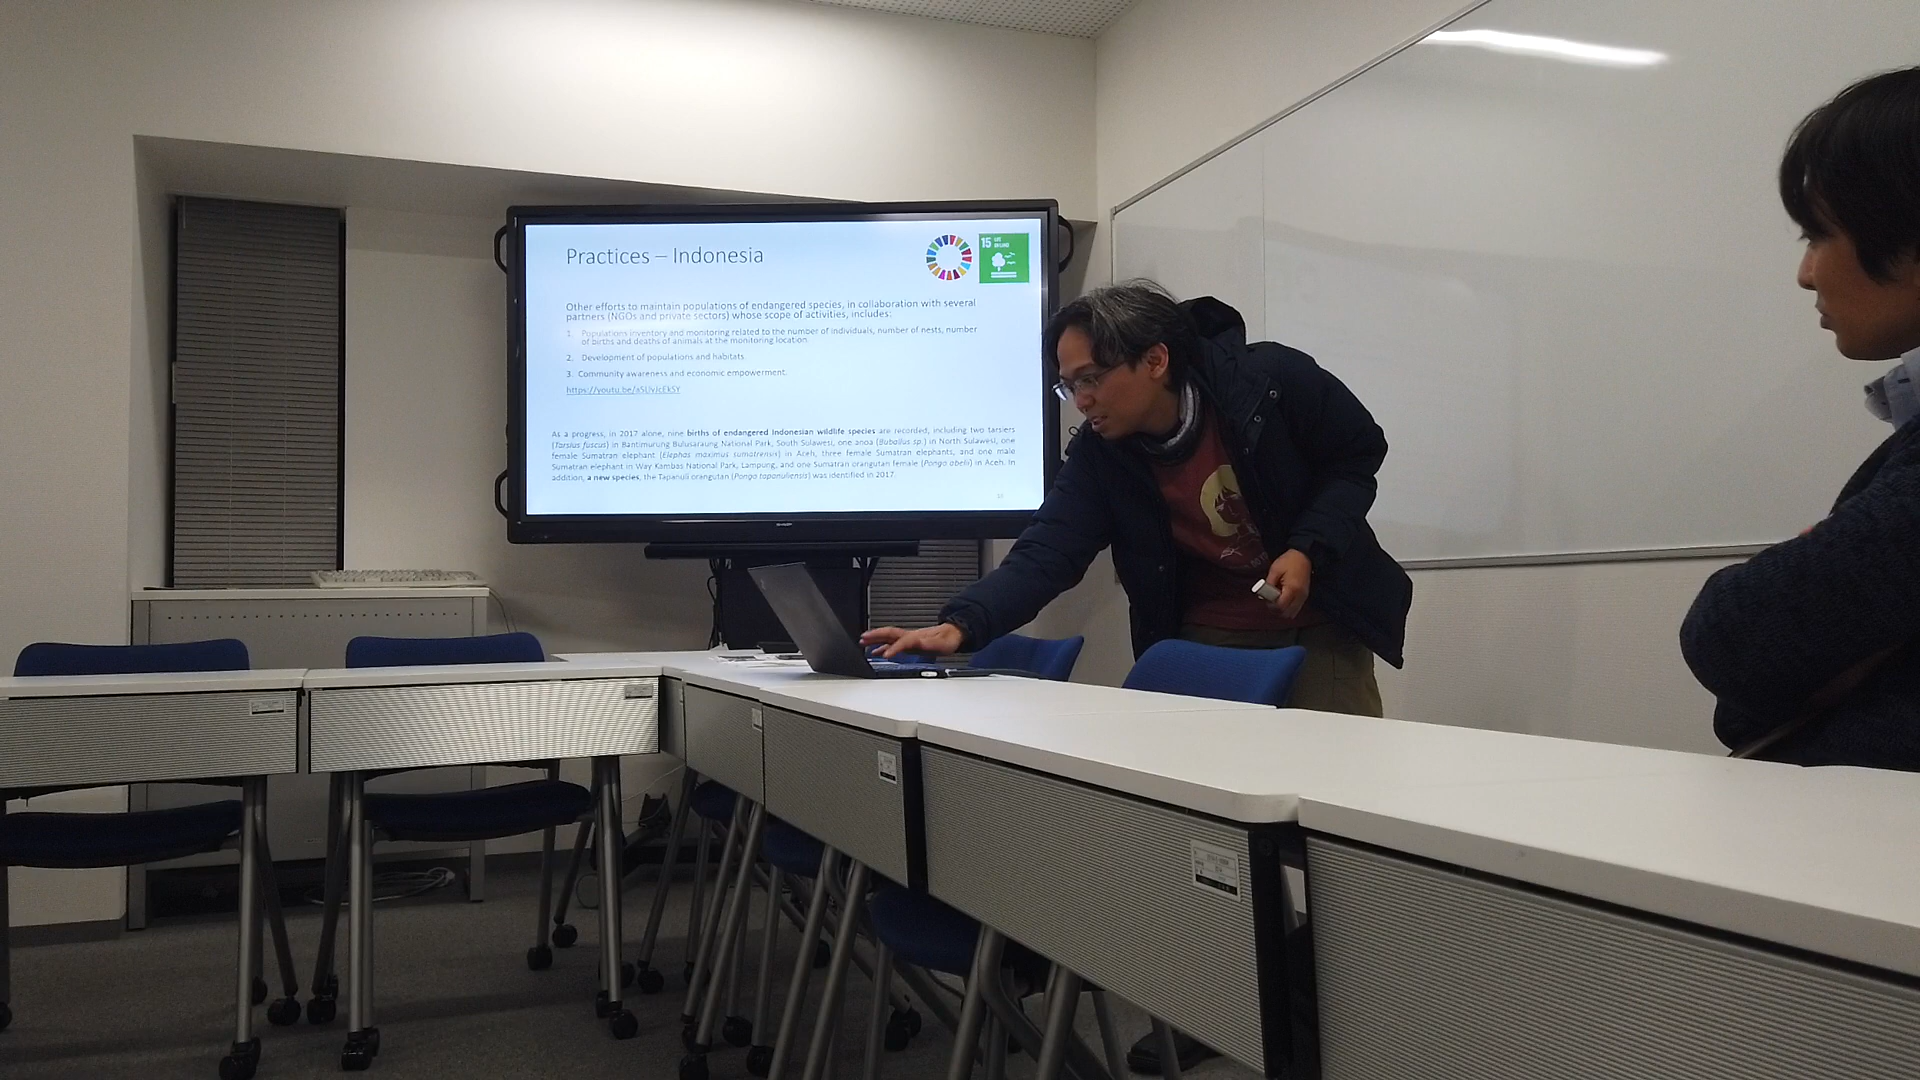 Practices – Indonesia
15 LIFE
ON LAND
Other efforts to maintain populations of endangered species, in collaboration with several
partners (NGOs and private sectors) whose scope of activities, includes:
1. Populations inventory and monitoring related to the number of individuals, number of nests, number
of births and deaths of animals at the monitoring location.
2. Development of populations and habitats.
3. Community awareness and economic empowerment.
As a progress, in 2017 alone, nine births of endangered Indonesian wildlife species are recorded, including two tarsiers
(Tarsius fuscus) in Bantimurung Bulusaraung National Park, South Sulawesi, one anoa (Bubalus sp.) in North Sulawesi, one
female Sumatran elephant (Elephas maximus sumatrensis) in Aceh, three female Sumatran elephants, and one male
Sumatran elephant in Way Kambas National Park, Lampung, and one Sumatran orangutan female (Pongo abelii) in Aceh. In
addition, a new species, the Tapanuli orangutan (Pongo tapanuliensis) was identified in 2017.
SHARP